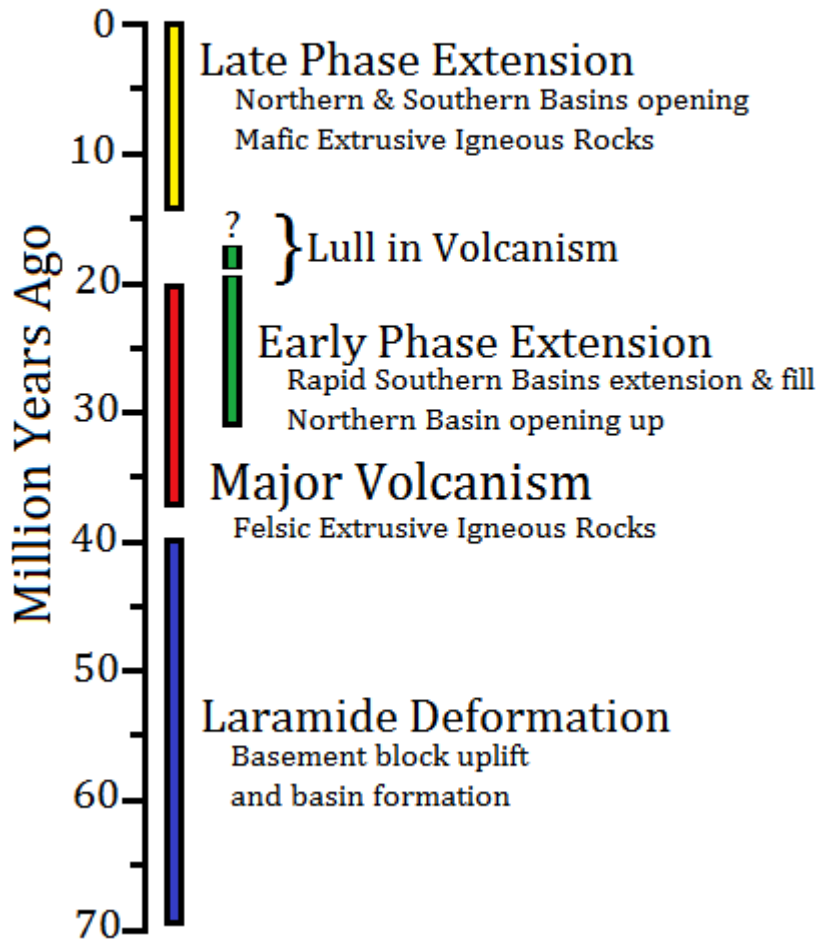 Million Years Ago
0
Late Phase Extension
Northern & Southern Basins opening
Mafic Extrusive Igneous Rocks
10
?
Lull in Volcanism
20
Early Phase Extension
Rapid Southern Basins extension & fill
Northern Basin opening up
30
Major Volcanism
Felsic Extrusive Igneous Rocks
40
50
Laramide Deformation
Basement block uplift
and basin formation
60
70